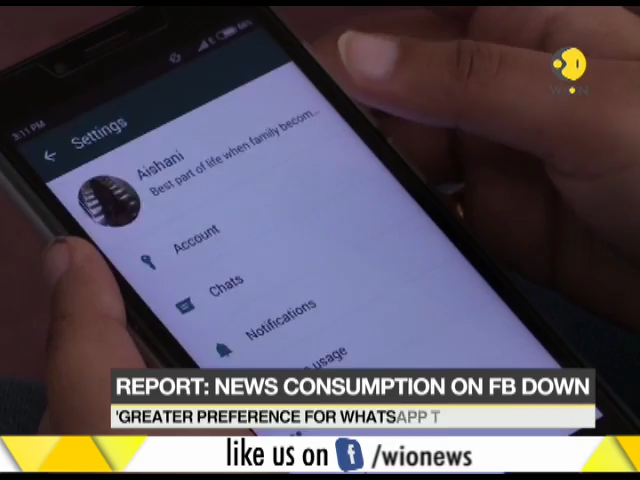 WION
3:11 PM
66%
Settings
Aishani
Best part of life when family becom...
Account
Chats
Notifications
usage
REPORT: NEWS CONSUMPTION ON FB DOWN
'GREATER PREFERENCE FOR WHATSAPP T
like us on f /wionews